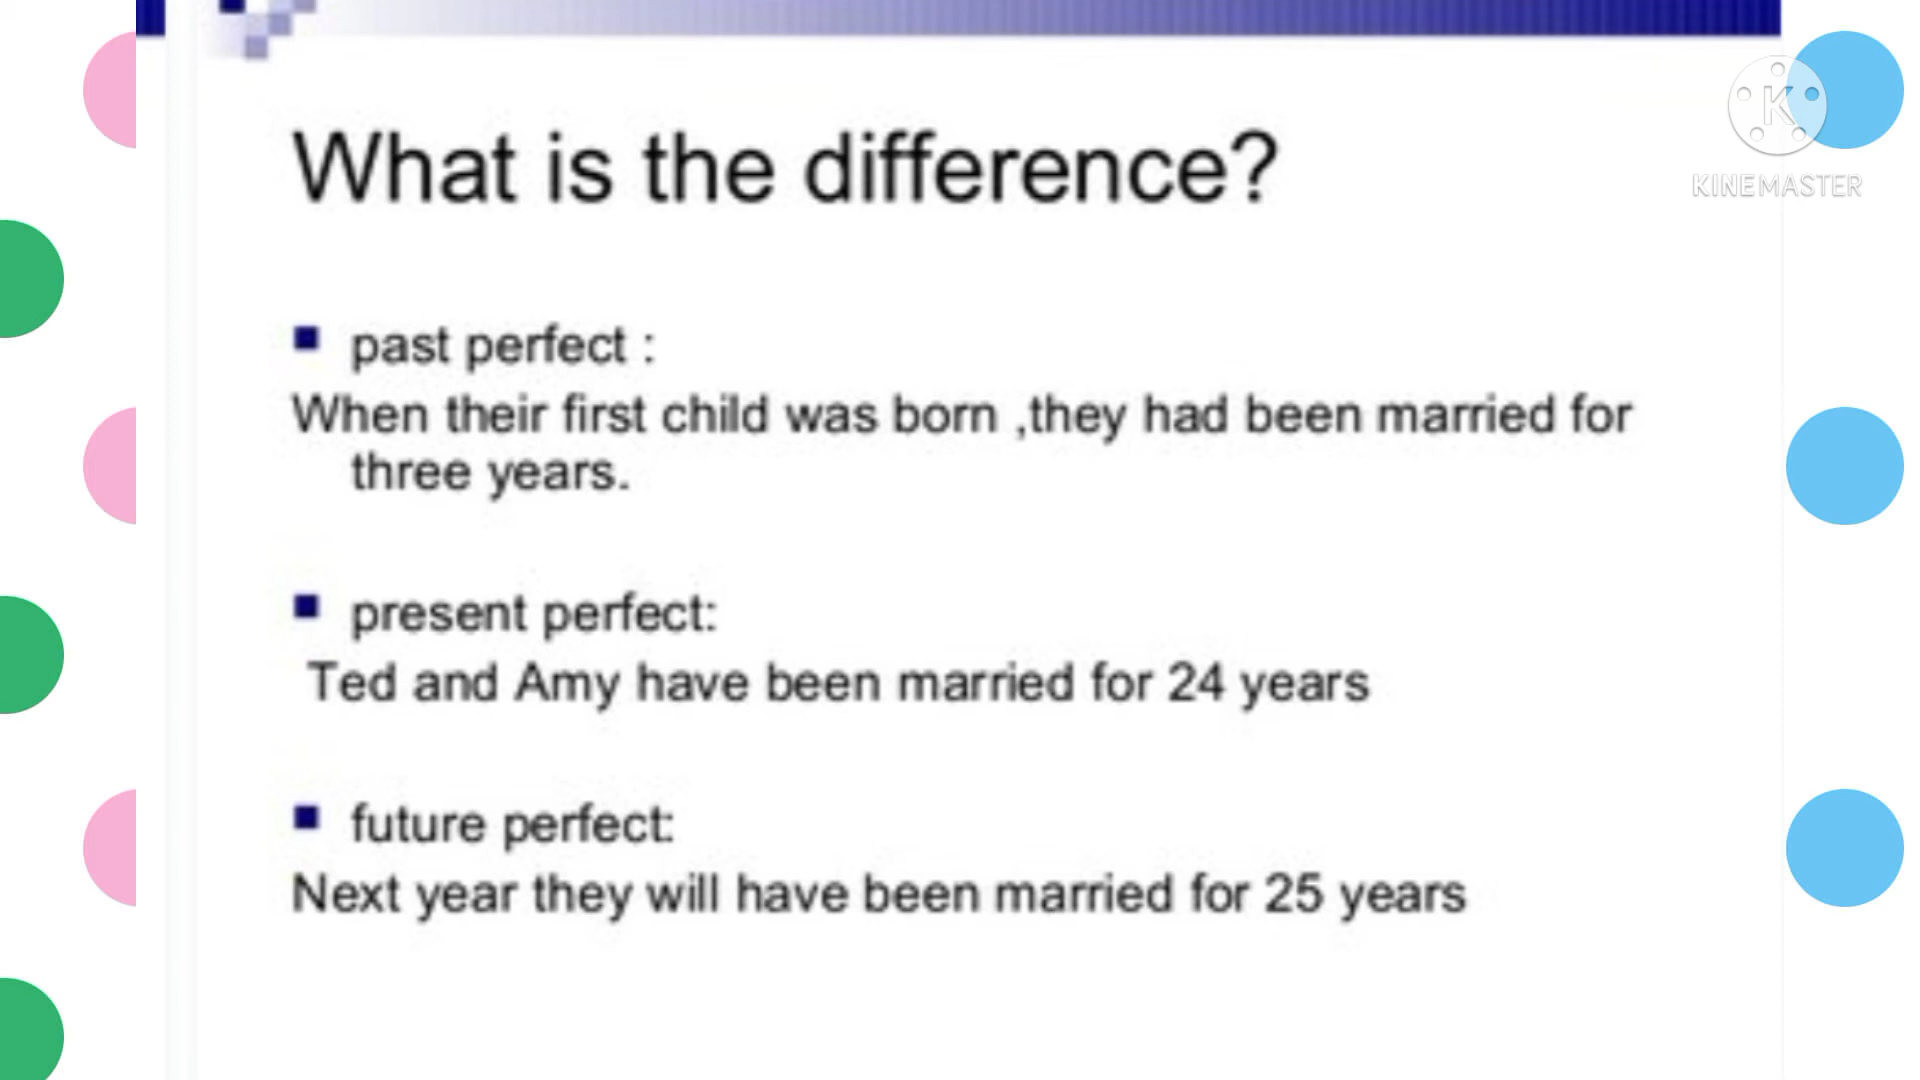 What is the difference?
past perfect :
When their first child was born ,they had been married for
three years.
present perfect:
Ted and Amy have been married for 24 years
future perfect:
Next year they will have been married for 25 years
K
KINEMASTER